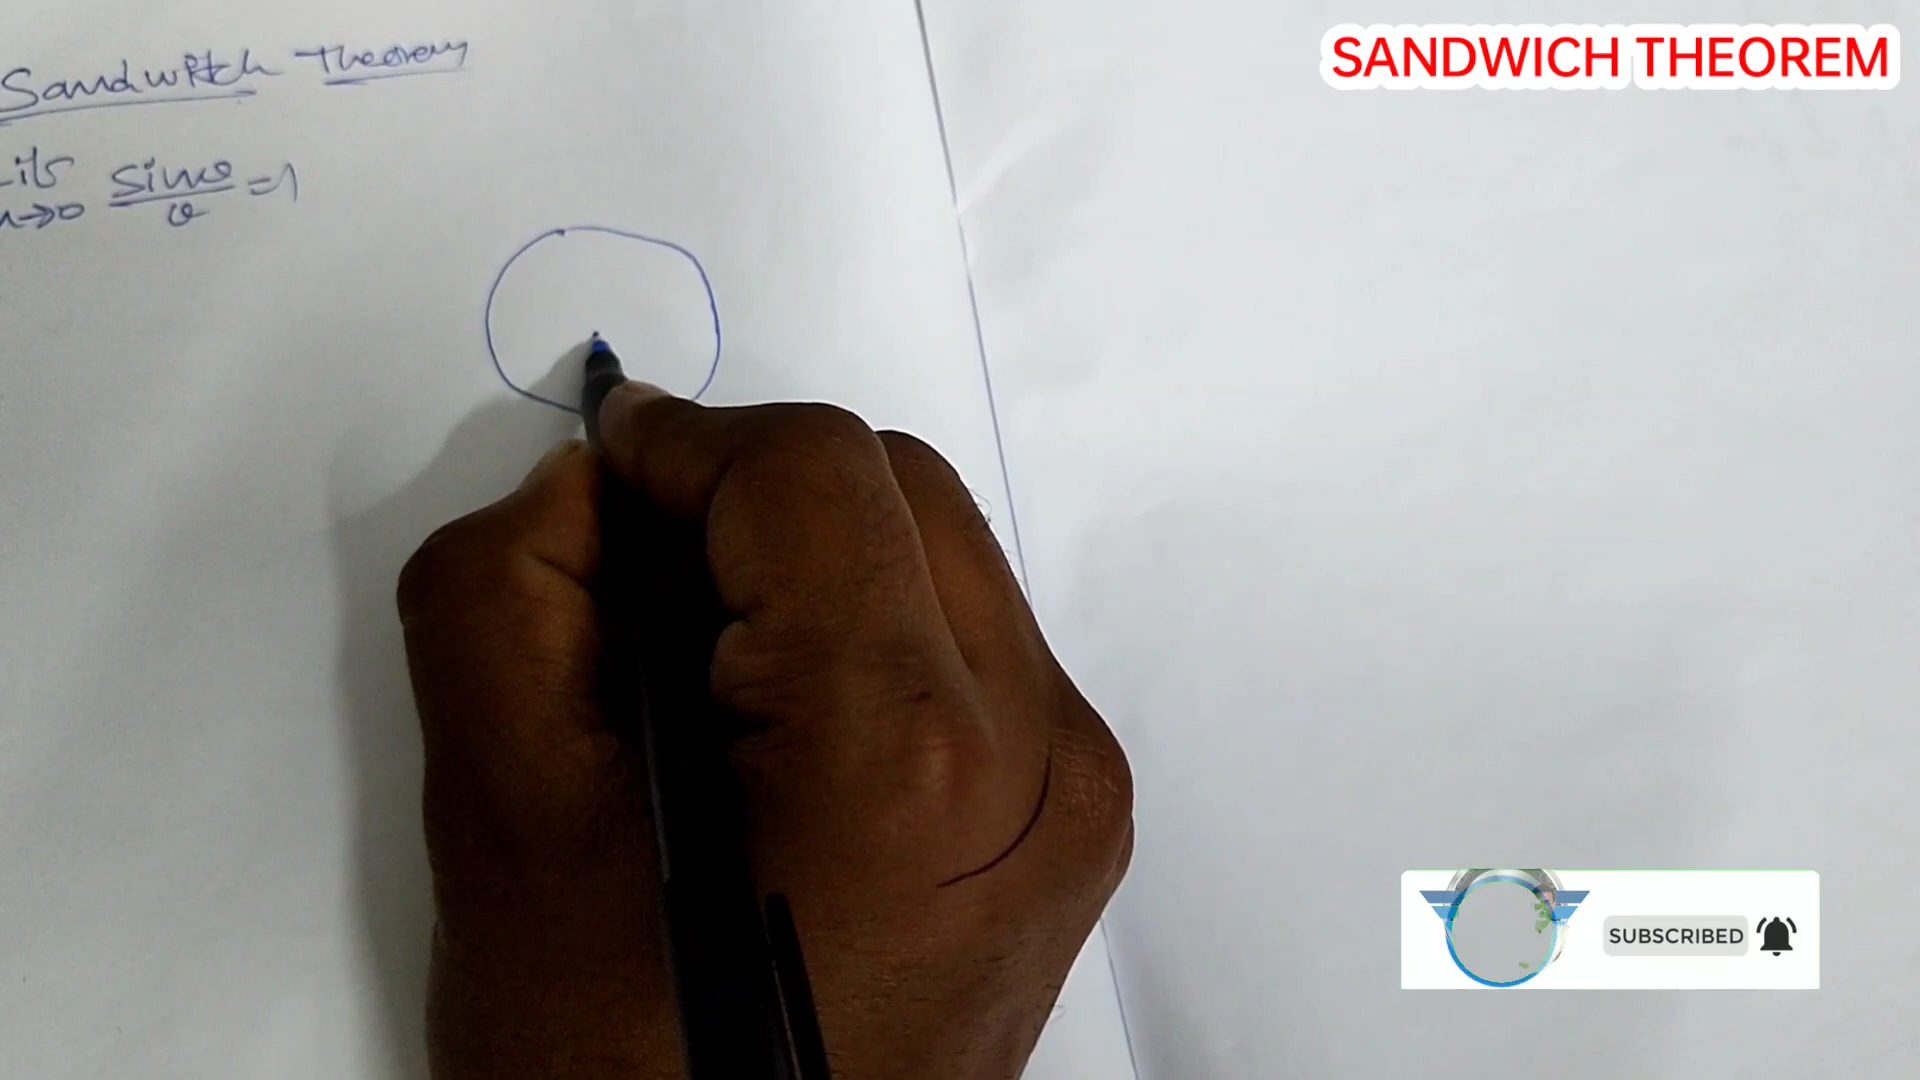 SANDWICH THEOREM
Sandwitch Theorem
sinθ =1
θ
SUBSCRIBED